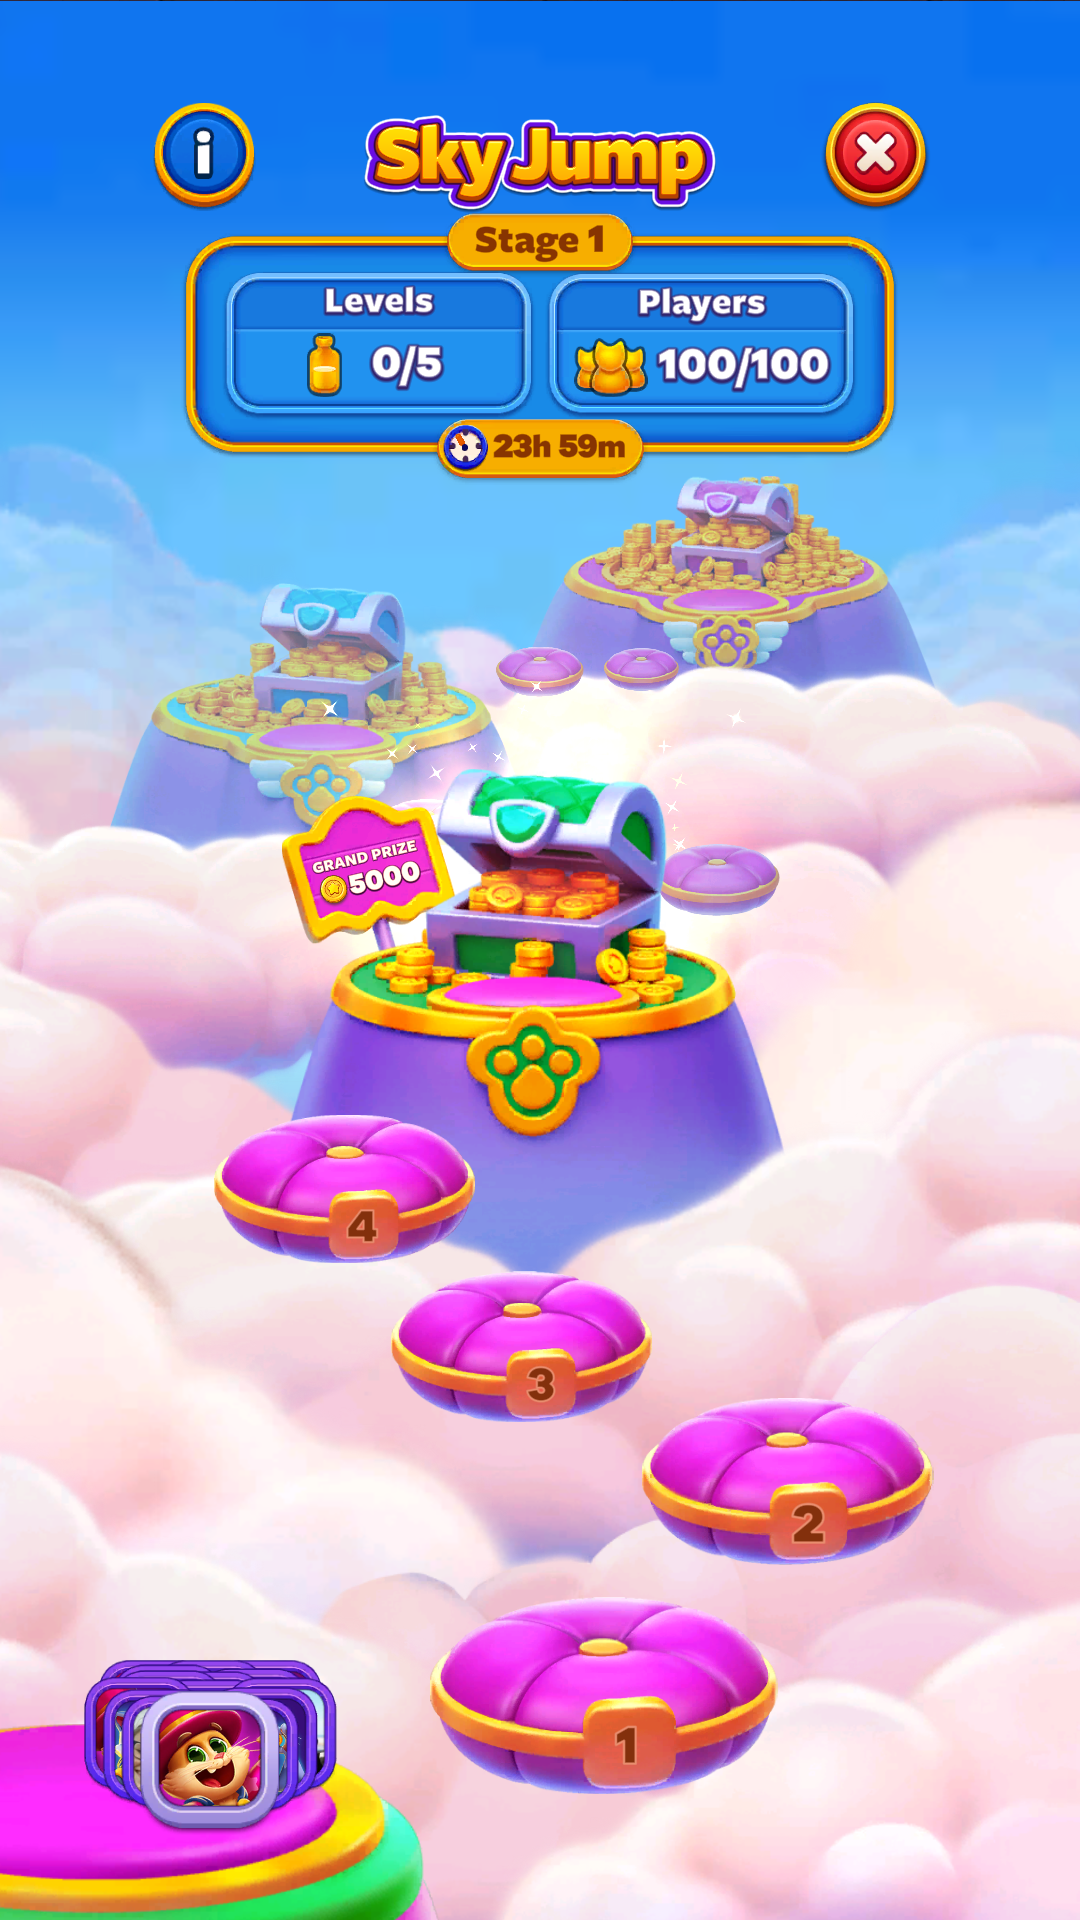 Sky Jump
Stage 1
Levels
0/5
Players
100/100
23h 59m
GRAND PRIZE
5000
4
3
2
1